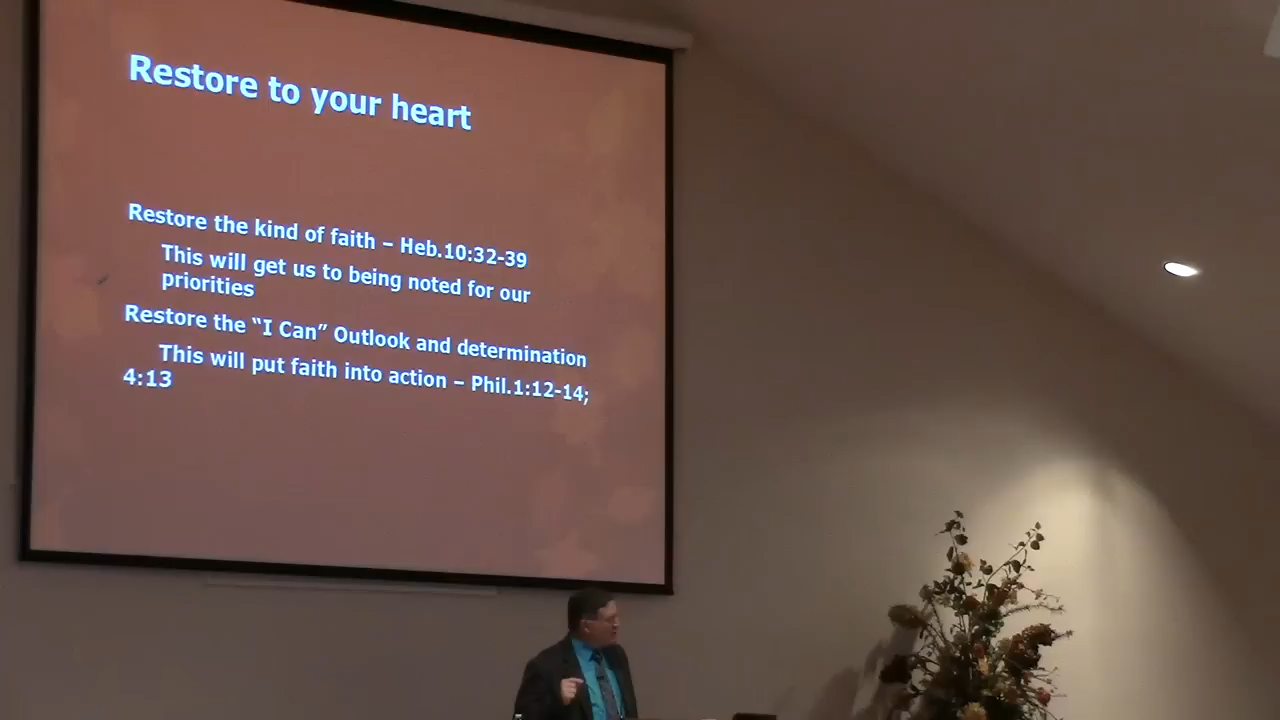 Restore to your heart
Restore the kind of faith – Heb.10:32-39
This will get us to being noted for our
priorities
Restore the “I Can” Outlook and determination
This will put faith into action – Phil.1:12-14;
4:13